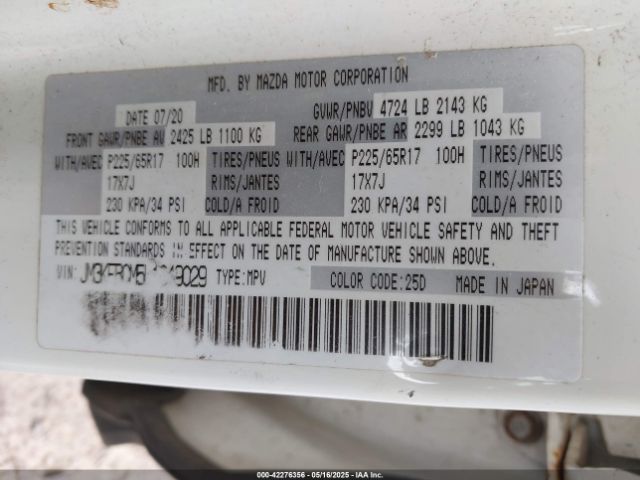 MFD. BY MAZDA MOTOR CORPORATION
DATE 07/20 GVWR/PNBV 4724 LB 2143 KG
FRONT GAWR/PNBE AV 2425 LB 1100 KG REAR GAWR/PNBE AR 2299 LB 1043 KG
WITH/AVEC P225/65R17 100H TIRES/PNEUS WITH/AVEC P225/65R17 100H TIRES/PNEUS
17X7J RIMS/JANTES 17X7J RIMS/JANTES
230 KPA/34 PSI COLD/A FROID 230 KPA/34 PSI COLD/A FROID
THIS VEHICLE CONFORMS TO ALL APPLICABLE FEDERAL MOTOR VEHICLE SAFETY AND THEFT
PREVENTION STANDARDS IN EFFECT ON THE DATE OF MANUFACTURE SHOWN ABOVE.
VIN: TYPE:MPV COLOR CODE:25D MADE IN JAPAN
000-42276356 - 05/16/2025 - IAA Inc.